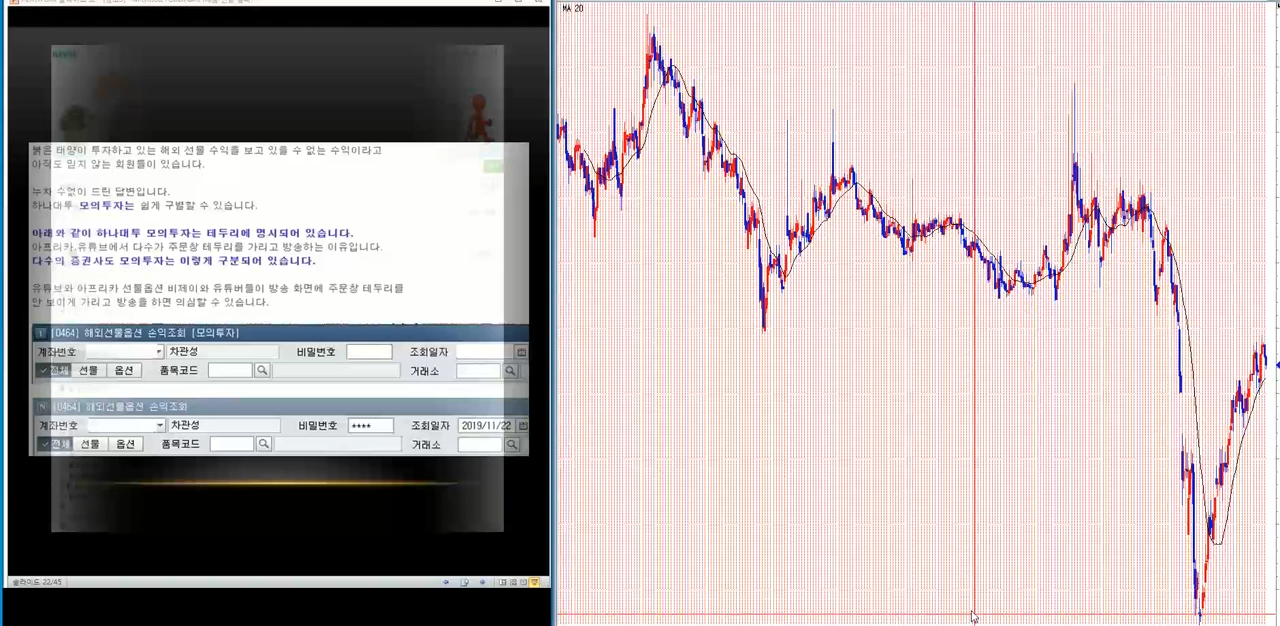 MA 20
붉은 태양이 투자하고 있는 해외 선물 수익을 보고 있을 수 없는 수익이라고
아직도 믿지 않는 회원들이 있습니다.
누차 수없이 드린 답변입니다.
하나대투 모의투자는 쉽게 구별할 수 있습니다.
아래와 같이 하나대투 모의투자는 테두리에 명시되어 있습니다.
아프리카,유튜브에서 다수가 주문창 테두리를 가리고 방송하는 이유입니다.
다수의 증권사도 모의투자는 이렇게 구분되어 있습니다.
유튜브와 아프리카 선물옵션 비제이와 유튜버들이 방송 화면에 주문창 테두리를
안 보이게 가리고 방송을 하면 의심할 수 있습니다.
[0464] 해외선물옵션 손익조회 [모의투자]
계좌번호 차관성 비밀번호 조회일자
전체 선물 옵션 품목코드 거래소
[0464] 해외선물옵션 손익조회
계좌번호 차관성 비밀번호 **** 조회일자 2019/11/22
전체 선물 옵션 품목코드 거래소
슬라이드 22/45